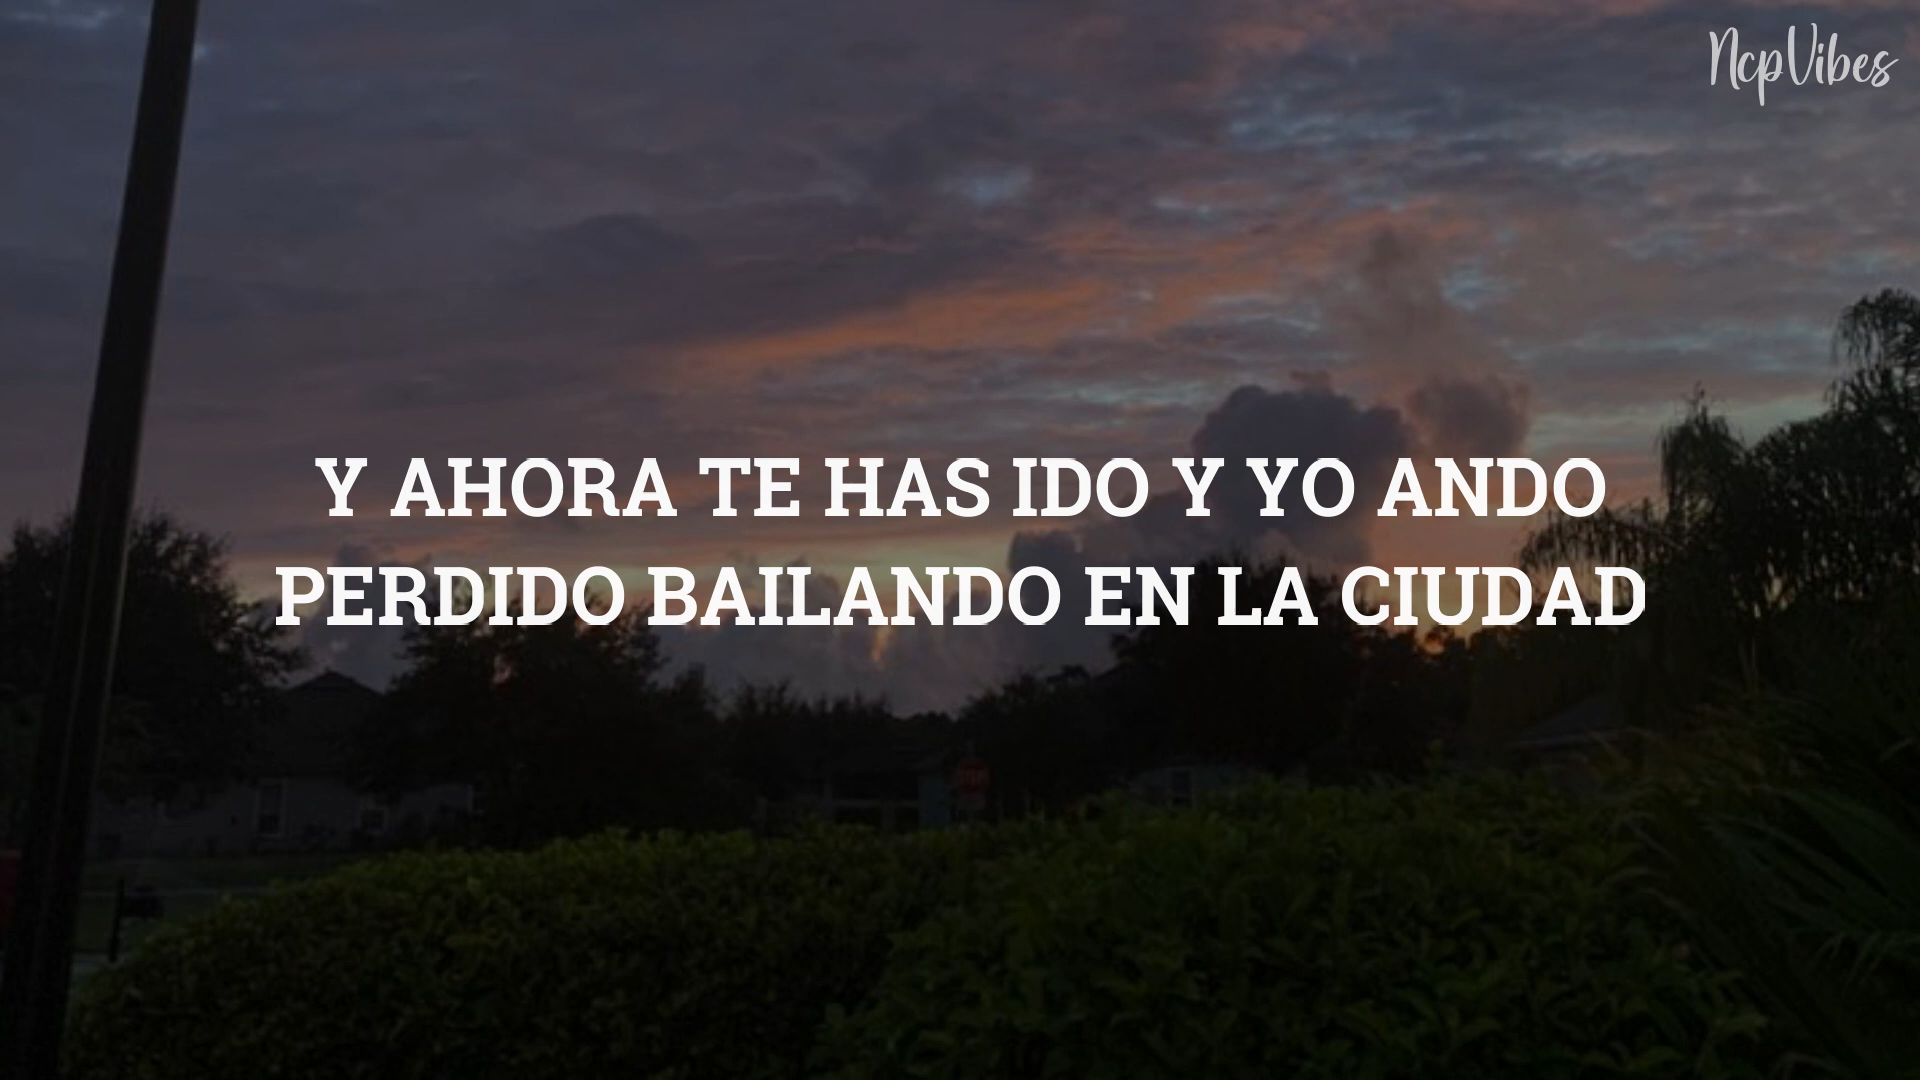 NcpVibes
Y AHORA TE HAS IDO Y YO ANDO
PERDIDO BAILANDO EN LA CIUDAD